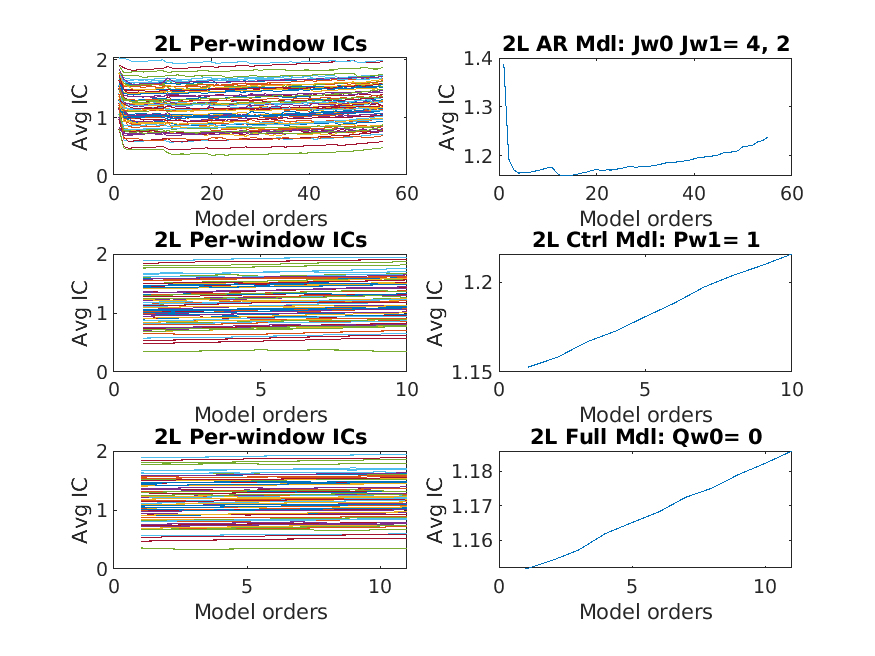 2L Per-window ICs
Avg IC
2
1
0
0 20 40 60
Model orders
2L AR Mdl: Jw0 Jw1= 4, 2
Avg IC
1.4
1.3
1.2
0 20 40 60
Model orders
2L Per-window ICs
Avg IC
2
1
0
0 5 10
Model orders
2L Ctrl Mdl: Pw1= 1
Avg IC
1.2
1.15
0 5 10
Model orders
2L Per-window ICs
Avg IC
2
1
0
0 5 10
Model orders
2L Full Mdl: Qw0= 0
Avg IC
1.18
1.17
1.16
0 5 10
Model orders